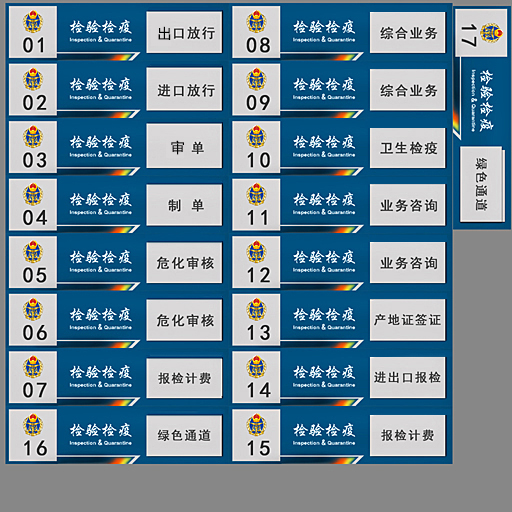 01
检验检疫
Inspection & Quarantine
出口放行
02
检验检疫
Inspection & Quarantine
进口放行
03
检验检疫
Inspection & Quarantine
审 单
04
检验检疫
Inspection & Quarantine
制 单
05
检验检疫
Inspection & Quarantine
危化审核
06
检验检疫
Inspection & Quarantine
危化审核
07
检验检疫
Inspection & Quarantine
报检计费
16
检验检疫
Inspection & Quarantine
绿色通道
08
检验检疫
Inspection & Quarantine
综合业务
09
检验检疫
Inspection & Quarantine
综合业务
10
检验检疫
Inspection & Quarantine
卫生检疫
11
检验检疫
Inspection & Quarantine
业务咨询
12
检验检疫
Inspection & Quarantine
业务咨询
13
检验检疫
Inspection & Quarantine
产地证签证
14
检验检疫
Inspection & Quarantine
进出口报检
15
检验检疫
Inspection & Quarantine
报检计费
17
检验检疫
Inspection & Quarantine
绿色通道